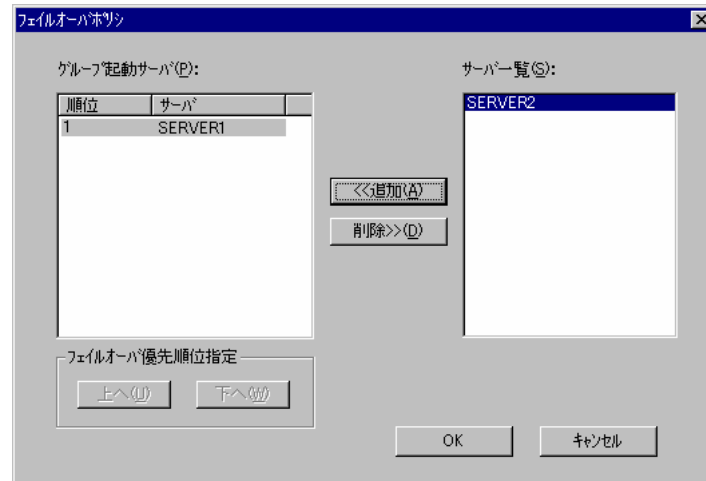 フェイルオーバポリシ
グループ起動サーバ(P):
サーバ一覧(S):
順位 サーバ
1 SERVER1
SERVER2
<<追加(A)
削除>>(D)
フェイルオーバ優先順位指定
上へ(U) 下へ(W)
OK キャンセル